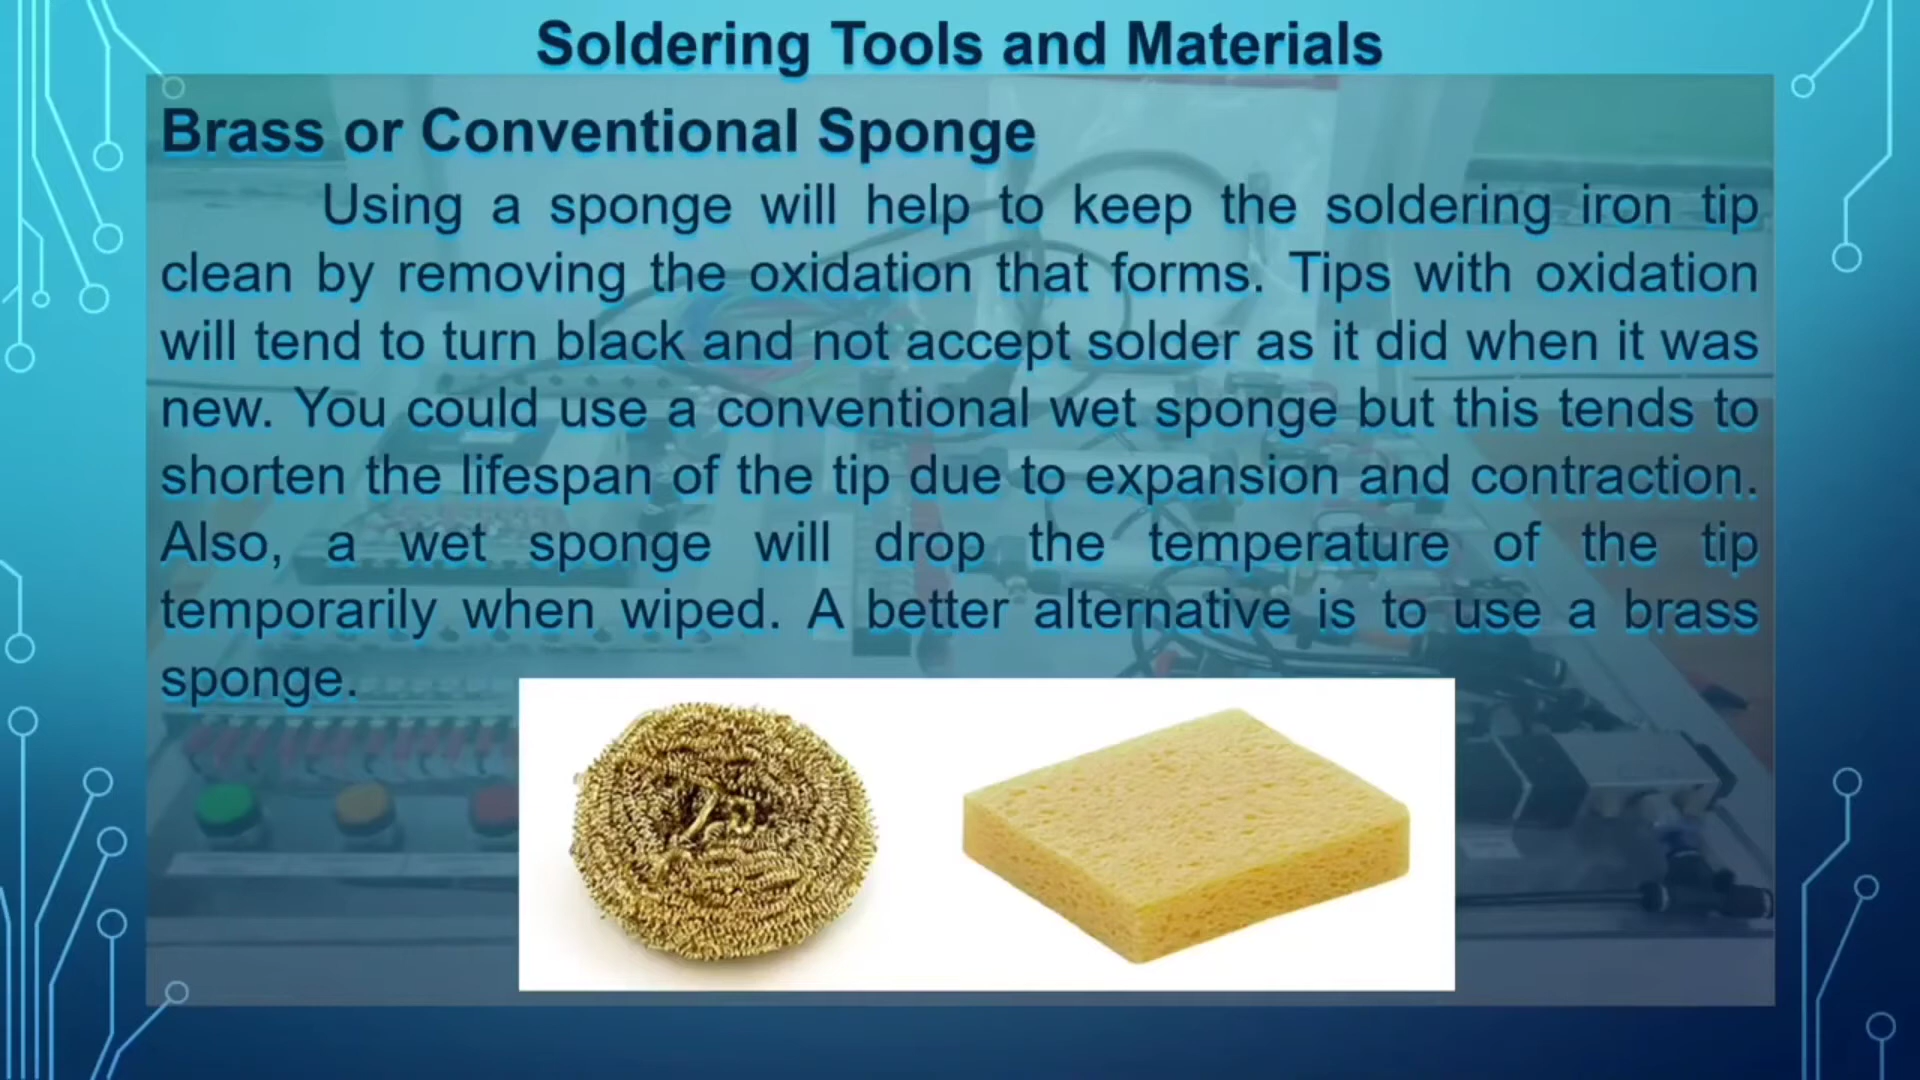 Soldering Tools and Materials
Brass or Conventional Sponge
Using a sponge will help to keep the soldering iron tip
clean by removing the oxidation that forms. Tips with oxidation
will tend to turn black and not accept solder as it did when it was
new. You could use a conventional wet sponge but this tends to
shorten the lifespan of the tip due to expansion and contraction.
Also, a wet sponge will drop the temperature of the tip
temporarily when wiped. A better alternative is to use a brass
sponge.